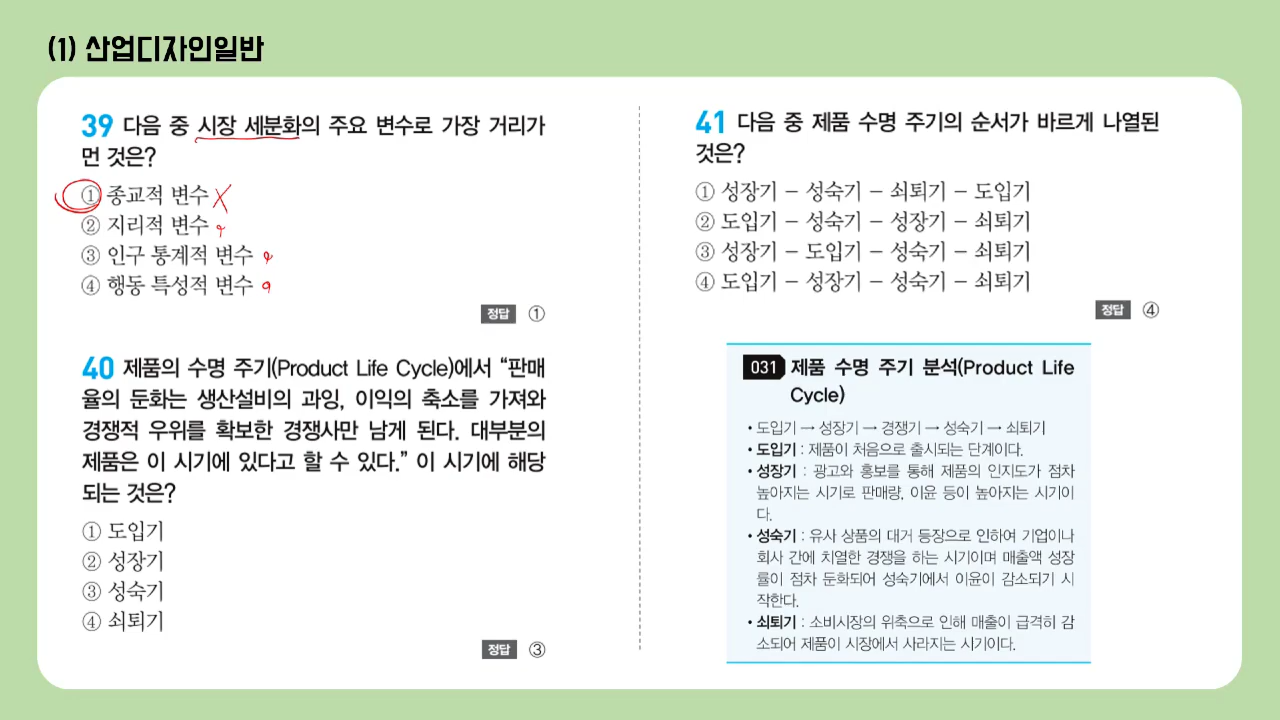 (1) 산업디자인일반
39 다음 중 시장 세분화의 주요 변수로 가장 거리가
먼 것은?
① 종교적 변수
② 지리적 변수
③ 인구 통계적 변수
④ 행동 특성적 변수
정답 ①
40 제품의 수명 주기(Product Life Cycle)에서 “판매
율의 둔화는 생산설비의 과잉, 이익의 축소를 가져와
경쟁적 우위를 확보한 경쟁사만 남게 된다. 대부분의
제품은 이 시기에 있다고 할 수 있다.” 이 시기에 해당
되는 것은?
① 도입기
② 성장기
③ 성숙기
④ 쇠퇴기
정답 ③
41 다음 중 제품 수명 주기의 순서가 바르게 나열된
것은?
① 성장기 – 성숙기 – 쇠퇴기 – 도입기
② 도입기 – 성숙기 – 성장기 – 쇠퇴기
③ 성장기 – 도입기 – 성숙기 – 쇠퇴기
④ 도입기 – 성장기 – 성숙기 – 쇠퇴기
정답 ④
031 제품 수명 주기 분석(Product Life
Cycle)
• 도입기 → 성장기 → 경쟁기 → 성숙기 → 쇠퇴기
• 도입기 : 제품이 처음으로 출시되는 단계이다.
• 성장기 : 광고와 홍보를 통해 제품의 인지도가 점차
높아지는 시기로 판매량, 이윤 등이 높아지는 시기이
다.
• 성숙기 : 유사 상품의 대거 등장으로 인하여 기업이나
회사 간에 치열한 경쟁을 하는 시기이며 매출액 성장
률이 점차 둔화되어 성숙기에서 이윤이 감소되기 시
작한다.
• 쇠퇴기 : 소비시장의 위축으로 인해 매출이 급격히 감
소되어 제품이 시장에서 사라지는 시기이다.